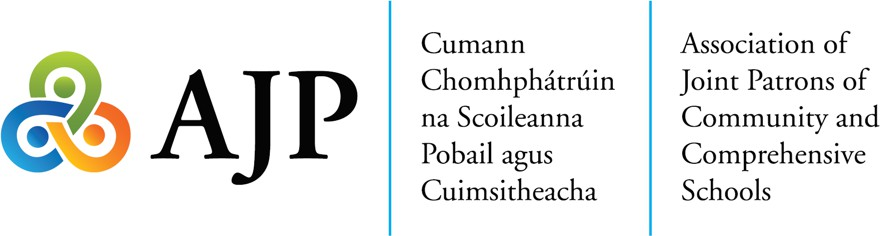 AJP
Cumann
Chomhphátrúin
na Scoileanna
Pobail agus
Cuimsitheacha
Association of
Joint Patrons of
Community and
Comprehensive
Schools